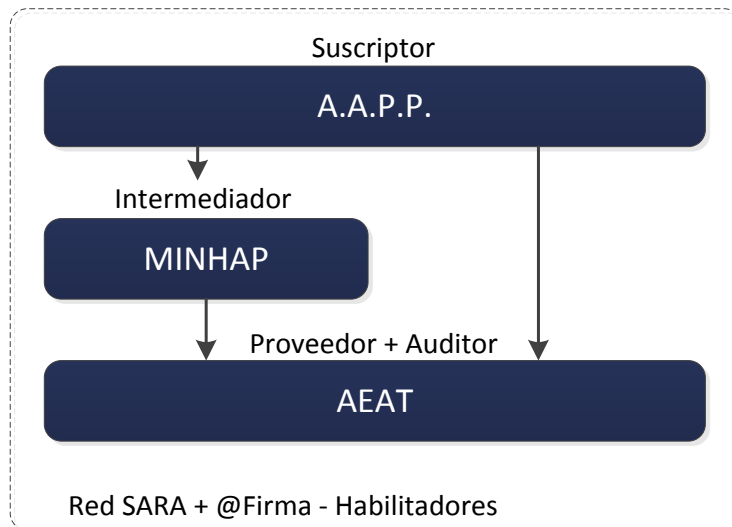 Suscriptor
A.A.P.P.
Intermediador
MINHAP
Proveedor + Auditor
AEAT
Red SARA + @Firma - Habilitadores